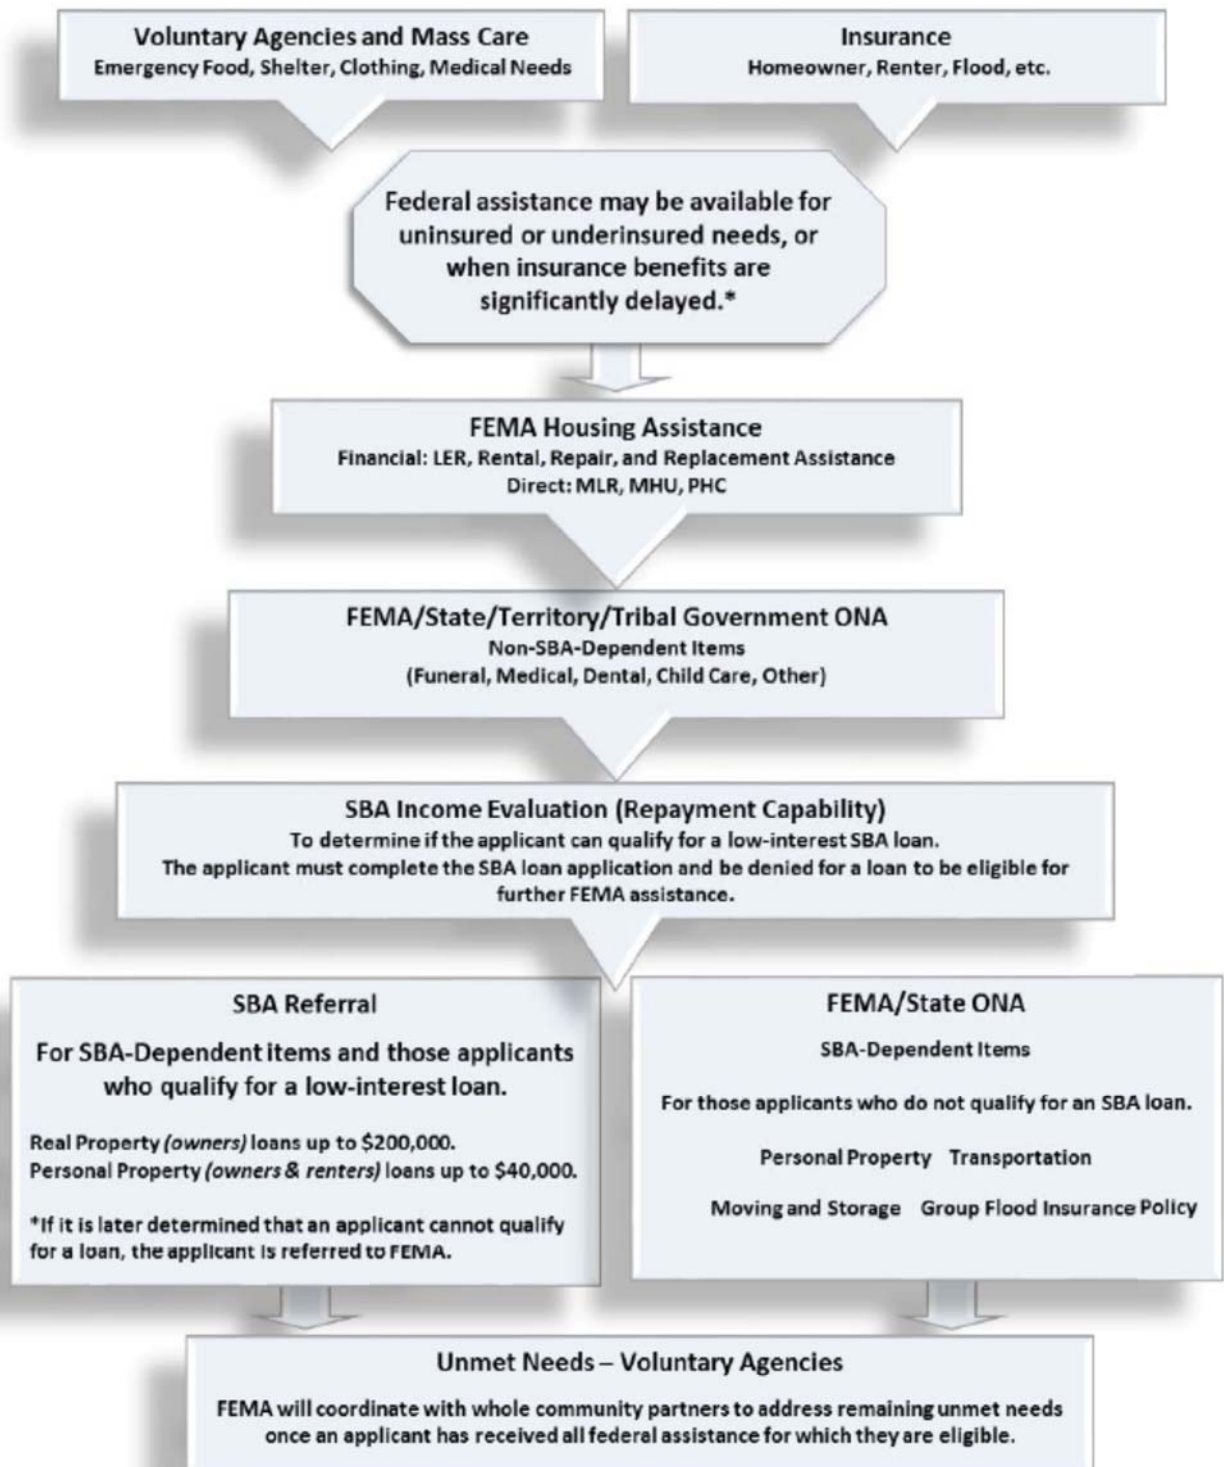 Voluntary Agencies and Mass Care
Emergency Food, Shelter, Clothing, Medical Needs
Insurance
Homeowner, Renter, Flood, etc.
Federal assistance may be available for
uninsured or underinsured needs, or
when insurance benefits are
significantly delayed.*
FEMA Housing Assistance
Financial: LER, Rental, Repair, and Replacement Assistance
Direct: MLR, MHU, PHC
FEMA/State/Territory/Tribal Government ONA
Non-SBA-Dependent Items
(Funeral, Medical, Dental, Child Care, Other)
SBA Income Evaluation (Repayment Capability)
To determine if the applicant can qualify for a low-interest SBA loan.
The applicant must complete the SBA loan application and be denied for a loan to be eligible for
further FEMA assistance.
SBA Referral
For SBA-Dependent items and those applicants
who qualify for a low-interest loan.
Real Property (owners) loans up to $200,000.
Personal Property (owners & renters) loans up to $40,000.
*If it is later determined that an applicant cannot qualify
for a loan, the applicant is referred to FEMA.
FEMA/State ONA
SBA-Dependent Items
For those applicants who do not qualify for an SBA loan.
Personal Property Transportation
Moving and Storage Group Flood Insurance Policy
Unmet Needs – Voluntary Agencies
FEMA will coordinate with whole community partners to address remaining unmet needs
once an applicant has received all federal assistance for which they are eligible.